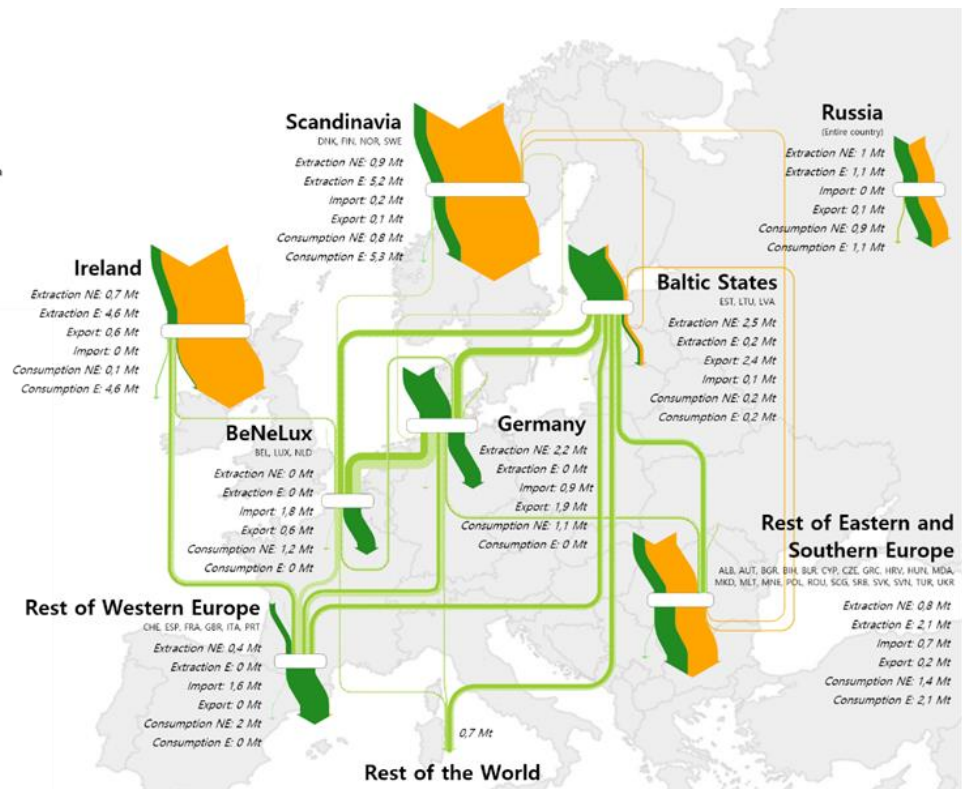 Scandinavia
DNK, FIN, NOR, SWE
Extraction NE: 0,9 Mt
Extraction E: 5,2 Mt
Import: 0,2 Mt
Export: 0,1 Mt
Consumption NE: 0,8 Mt
Consumption E: 5,3 Mt
Russia
(Entire country)
Extraction NE: 1 Mt
Extraction E: 1,1 Mt
Import: 0 Mt
Export: 0,1 Mt
Consumption NE: 0,9 Mt
Consumption E: 1,1 Mt
Ireland
Extraction NE: 0,7 Mt
Extraction E: 4,6 Mt
Export: 0,6 Mt
Import: 0 Mt
Consumption NE: 0,1 Mt
Consumption E: 4,6 Mt
Baltic States
EST, LTU, LVA
Extraction NE: 2,5 Mt
Extraction E: 0,2 Mt
Export: 2,4 Mt
Import: 0,1 Mt
Consumption NE: 0,2 Mt
Consumption E: 0,2 Mt
BeNeLux
BEL, LUX, NLD
Extraction NE: 0 Mt
Extraction E: 0 Mt
Import: 1,8 Mt
Export: 0,6 Mt
Consumption NE: 1,2 Mt
Consumption E: 0 Mt
Germany
Extraction NE: 2,2 Mt
Extraction E: 0 Mt
Import: 0,9 Mt
Export: 1,9 Mt
Consumption NE: 1,1 Mt
Consumption E: 0 Mt
Rest of Eastern and
Southern Europe
ALB, AUT, BGR, BIH, BLR, CYP, CZE, GRC, HRV, HUN, MDA,
MKD, MLT, MNE, POL, ROU, SCG, SRB, SVK, SVN, TUR, UKR
Extraction NE: 0,8 Mt
Extraction E: 2,1 Mt
Import: 0,7 Mt
Export: 0,2 Mt
Consumption NE: 1,4 Mt
Consumption E: 2,1 Mt
Rest of Western Europe
CHE, ESP, FRA, GBR, ITA, PRT
Extraction NE: 0,4 Mt
Extraction E: 0 Mt
Import: 1,6 Mt
Export: 0 Mt
Consumption NE: 2 Mt
Consumption E: 0 Mt
0,7 Mt
Rest of the World